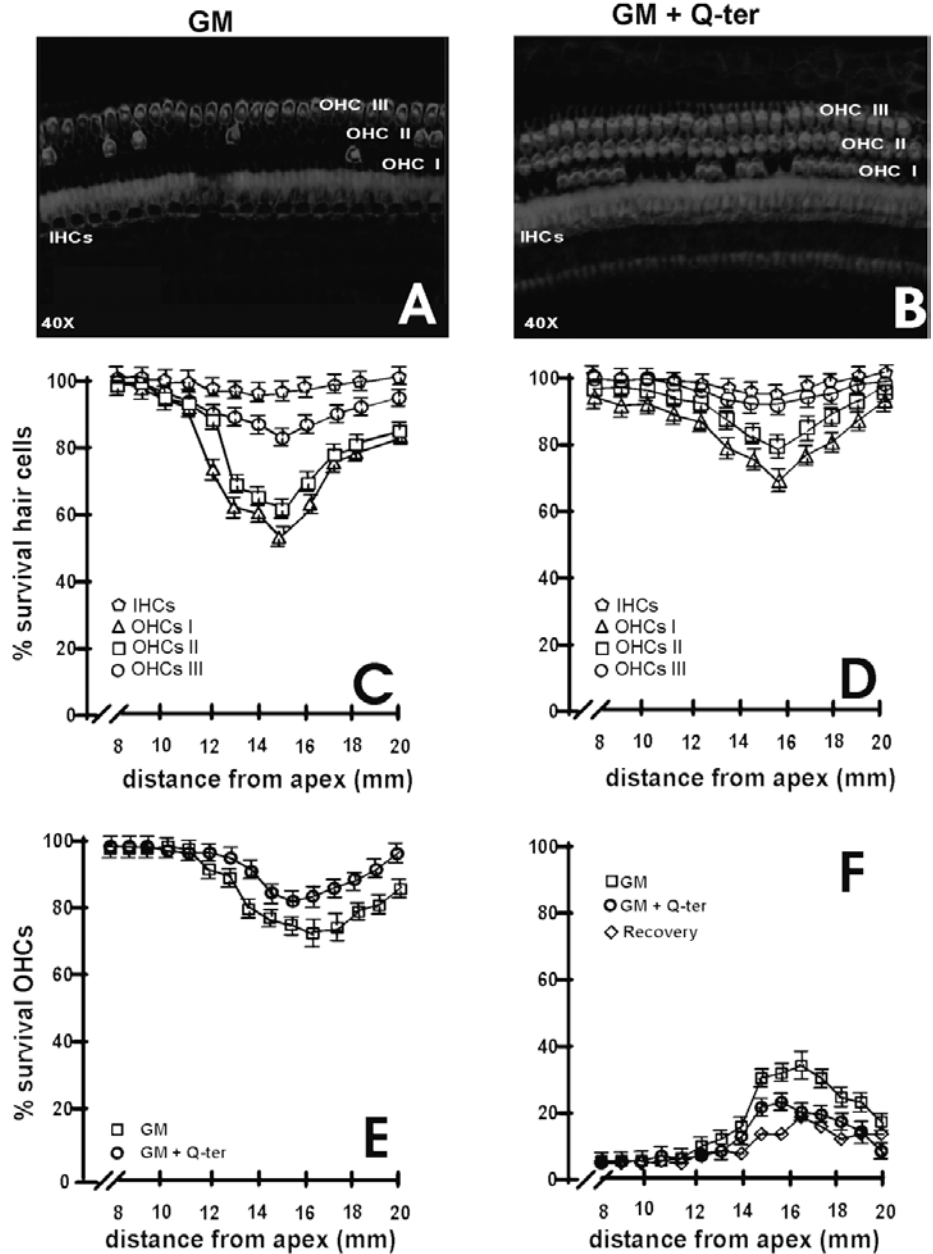 GM
GM + Q-ter
OHC III
OHC II
OHC I
IHCs
40X
A
OHC III
OHC II
OHC I
IHCs
40X
B
% survival hair cells
100
80
60
40
20
0
IHCs
OHCs I
OHCs II
OHCs III
C
8 10 12 14 16 18 20
distance from apex (mm)
100
80
60
40
20
0
IHCs
OHCs I
OHCs II
OHCs III
D
8 10 12 14 16 18 20
distance from apex (mm)
% survival OHCs
100
80
60
40
20
0
GM
GM + Q-ter
E
8 10 12 14 16 18 20
distance from apex (mm)
100
80
60
40
20
0
GM
GM + Q-ter
Recovery
F
8 10 12 14 16 18 20
distance from apex (mm)